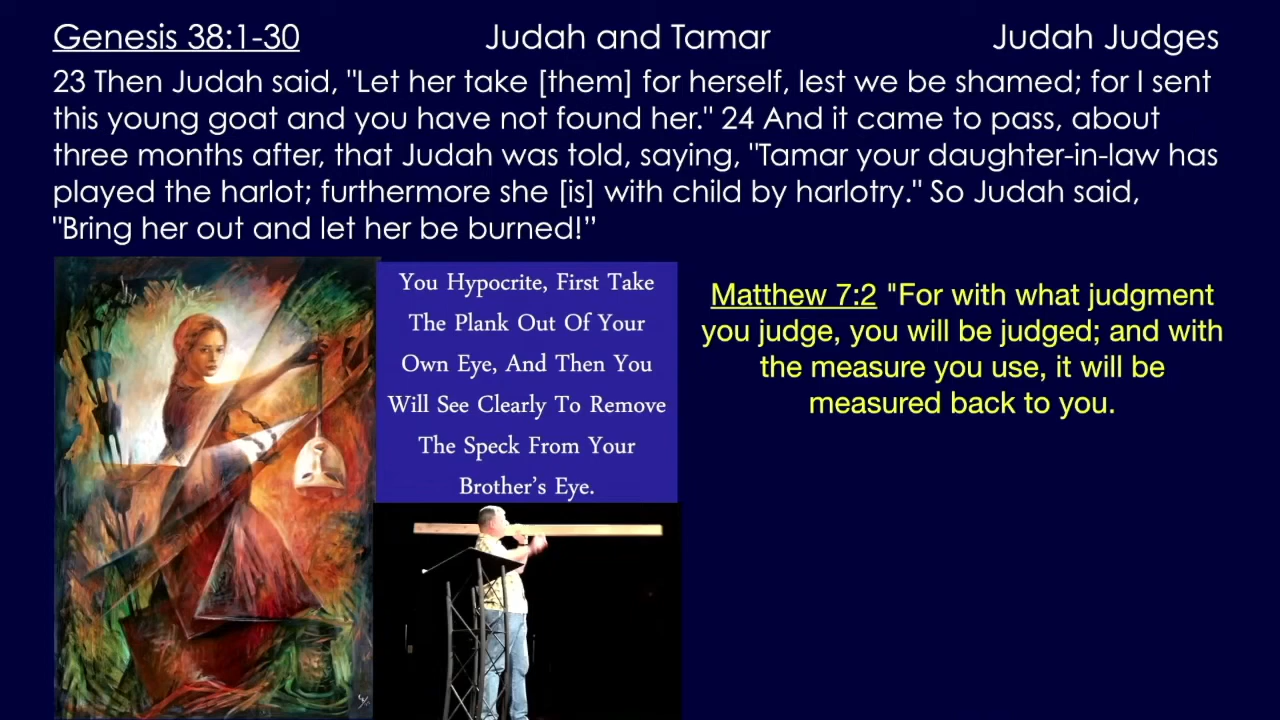 Genesis 38:1-30 Judah and Tamar Judah Judges
23 Then Judah said, "Let her take [them] for herself, lest we be shamed; for I sent
this young goat and you have not found her." 24 And it came to pass, about
three months after, that Judah was told, saying, "Tamar your daughter-in-law has
played the harlot; furthermore she [is] with child by harlotry." So Judah said,
"Bring her out and let her be burned!”
You Hypocrite, First Take
The Plank Out Of Your
Own Eye, And Then You
Will See Clearly To Remove
The Speck From Your
Brother’s Eye.
Matthew 7:2 "For with what judgment
you judge, you will be judged; and with
the measure you use, it will be
measured back to you.